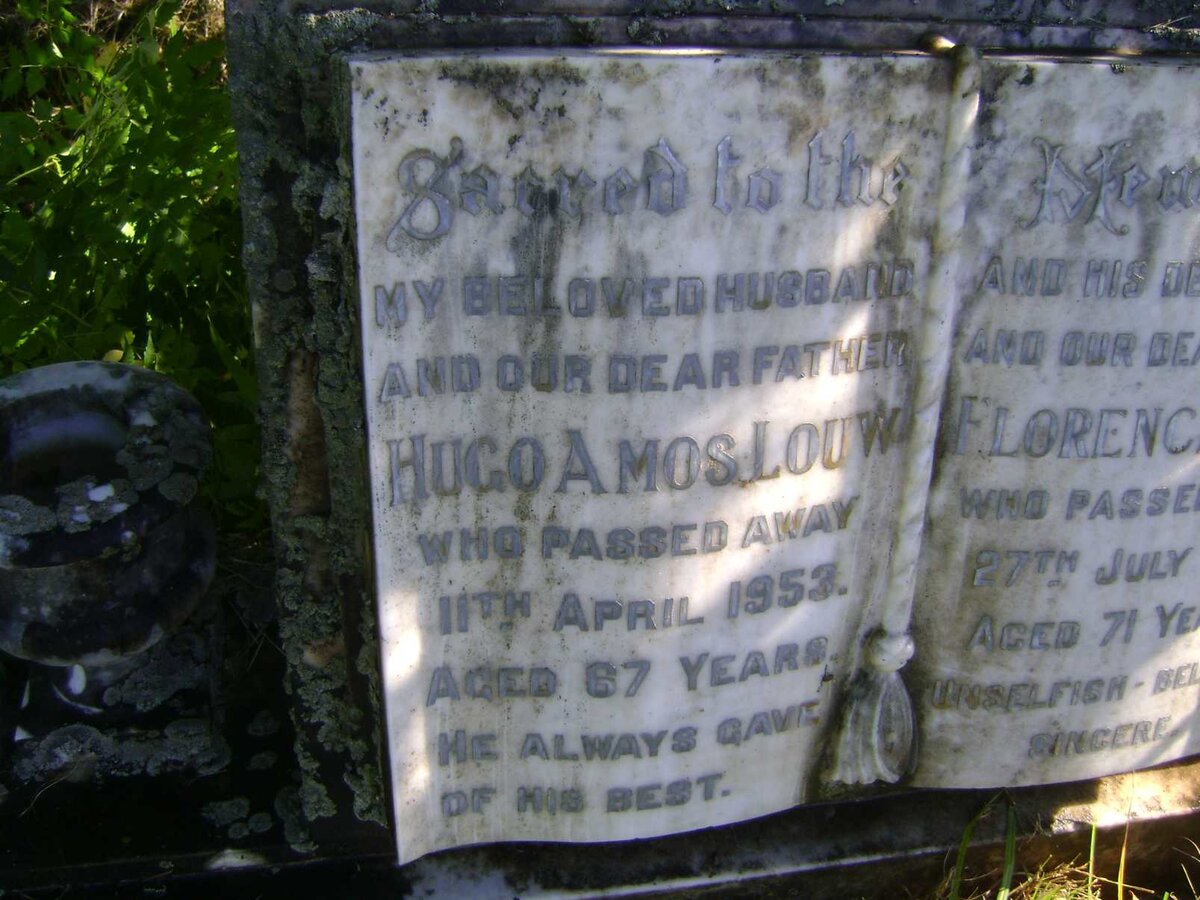 Sacred to the
MY BELOVED HUSBAND
AND OUR DEAR FATHER
HUGO AMOS LOUW
WHO PASSED AWAY
11TH APRIL 1953.
AGED 67 YEARS.
HE ALWAYS GAVE
OF HIS BEST.
AND HIS
AND OUR
FLORENC
WHO PASSE
27TH JULY
AGED 71 YE
UNSELFISH - BEL
SINCERE.